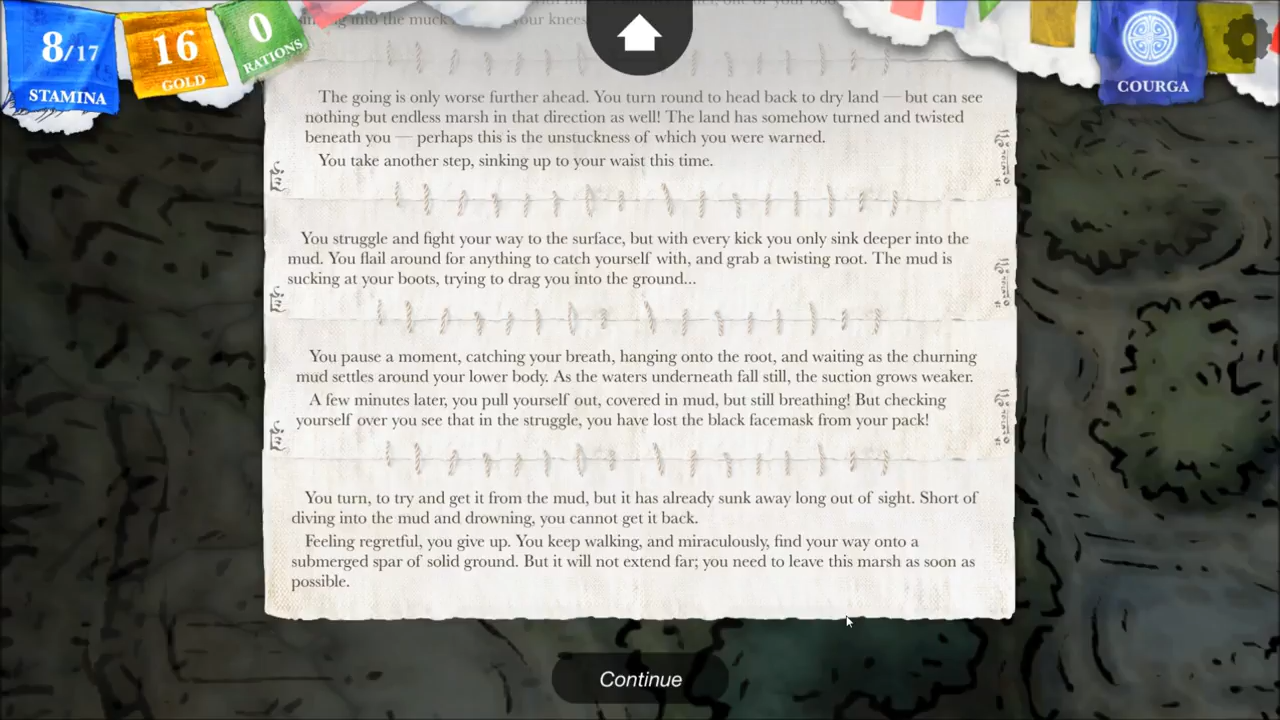 8/17
STAMINA
16
GOLD
0
RATIONS
COURGA
into the muck
your knees
The going is only worse further ahead. You turn round to head back to dry land — but can see
nothing but endless marsh in that direction as well! The land has somehow turned and twisted
beneath you — perhaps this is the unstuckness of which you were warned.
You take another step, sinking up to your waist this time.
You struggle and fight your way to the surface, but with every kick you only sink deeper into the
mud. You flail around for anything to catch yourself with, and grab a twisting root. The mud is
sucking at your boots, trying to drag you into the ground...
You pause a moment, catching your breath, hanging onto the root, and waiting as the churning
mud settles around your lower body. As the waters underneath fall still, the suction grows weaker.
A few minutes later, you pull yourself out, covered in mud, but still breathing! But checking
yourself over you see that in the struggle, you have lost the black facemask from your pack!
You turn, to try and get it from the mud, but it has already sunk away long out of sight. Short of
diving into the mud and drowning, you cannot get it back.
Feeling regretful, you give up. You keep walking, and miraculously, find your way onto a
submerged spar of solid ground. But it will not extend far; you need to leave this marsh as soon as
possible.
Continue